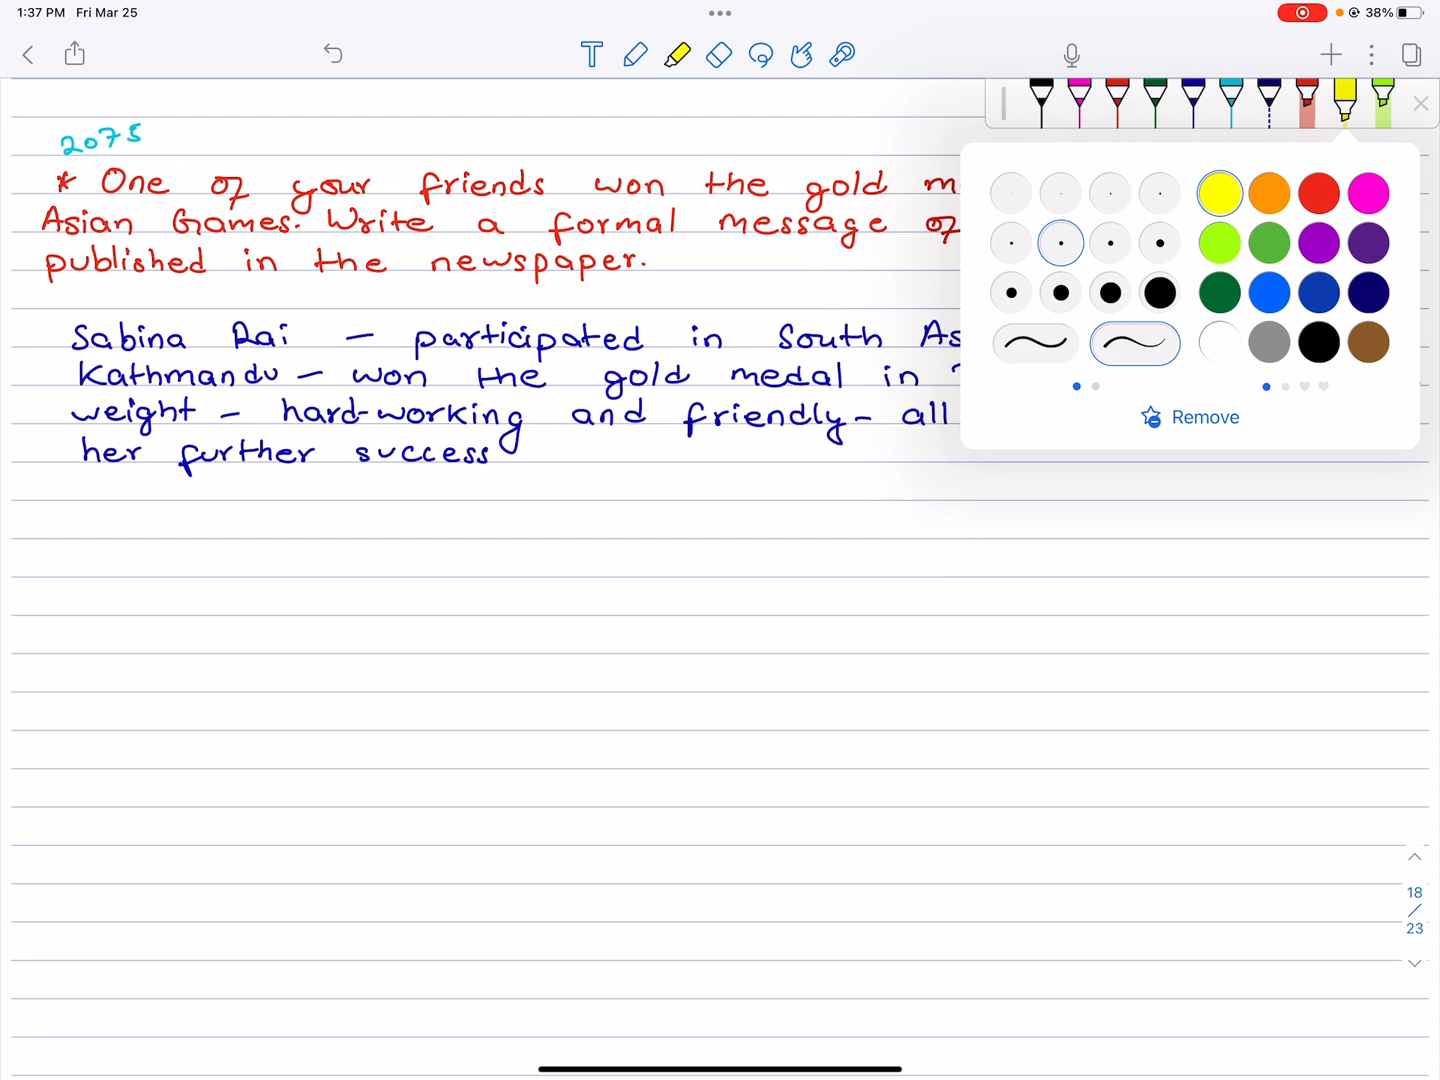 1:37 PM Fri Mar 25
38%
2075
* One of your friends won the gold
Asian Games. Write a formal message of
published in the newspaper.
Sabina Rai — participated in South As
Kathmandu — won the gold medal in
weight - hard-working and friendly - all
her further success
Remove
18
/
23